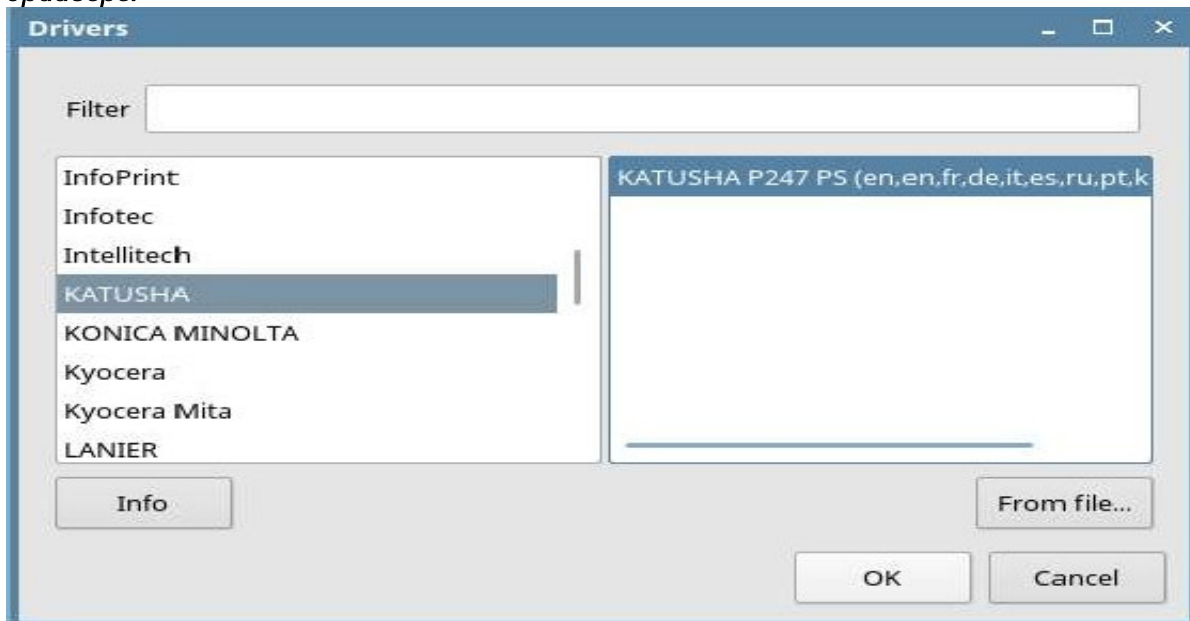 Drivers
Filter
InfoPrint
Infotec
Intellitech
KATUSHA
KONICA MINOLTA
Kyocera
Kyocera Mita
LANIER
KATUSHA P247 PS (en,en,fr,de,it,es,ru,pt,k
Info
From file...
OK
Cancel